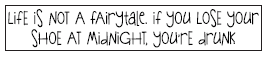 Life is not a fairytale. if you lose your
shoe at midnight, you're drunk